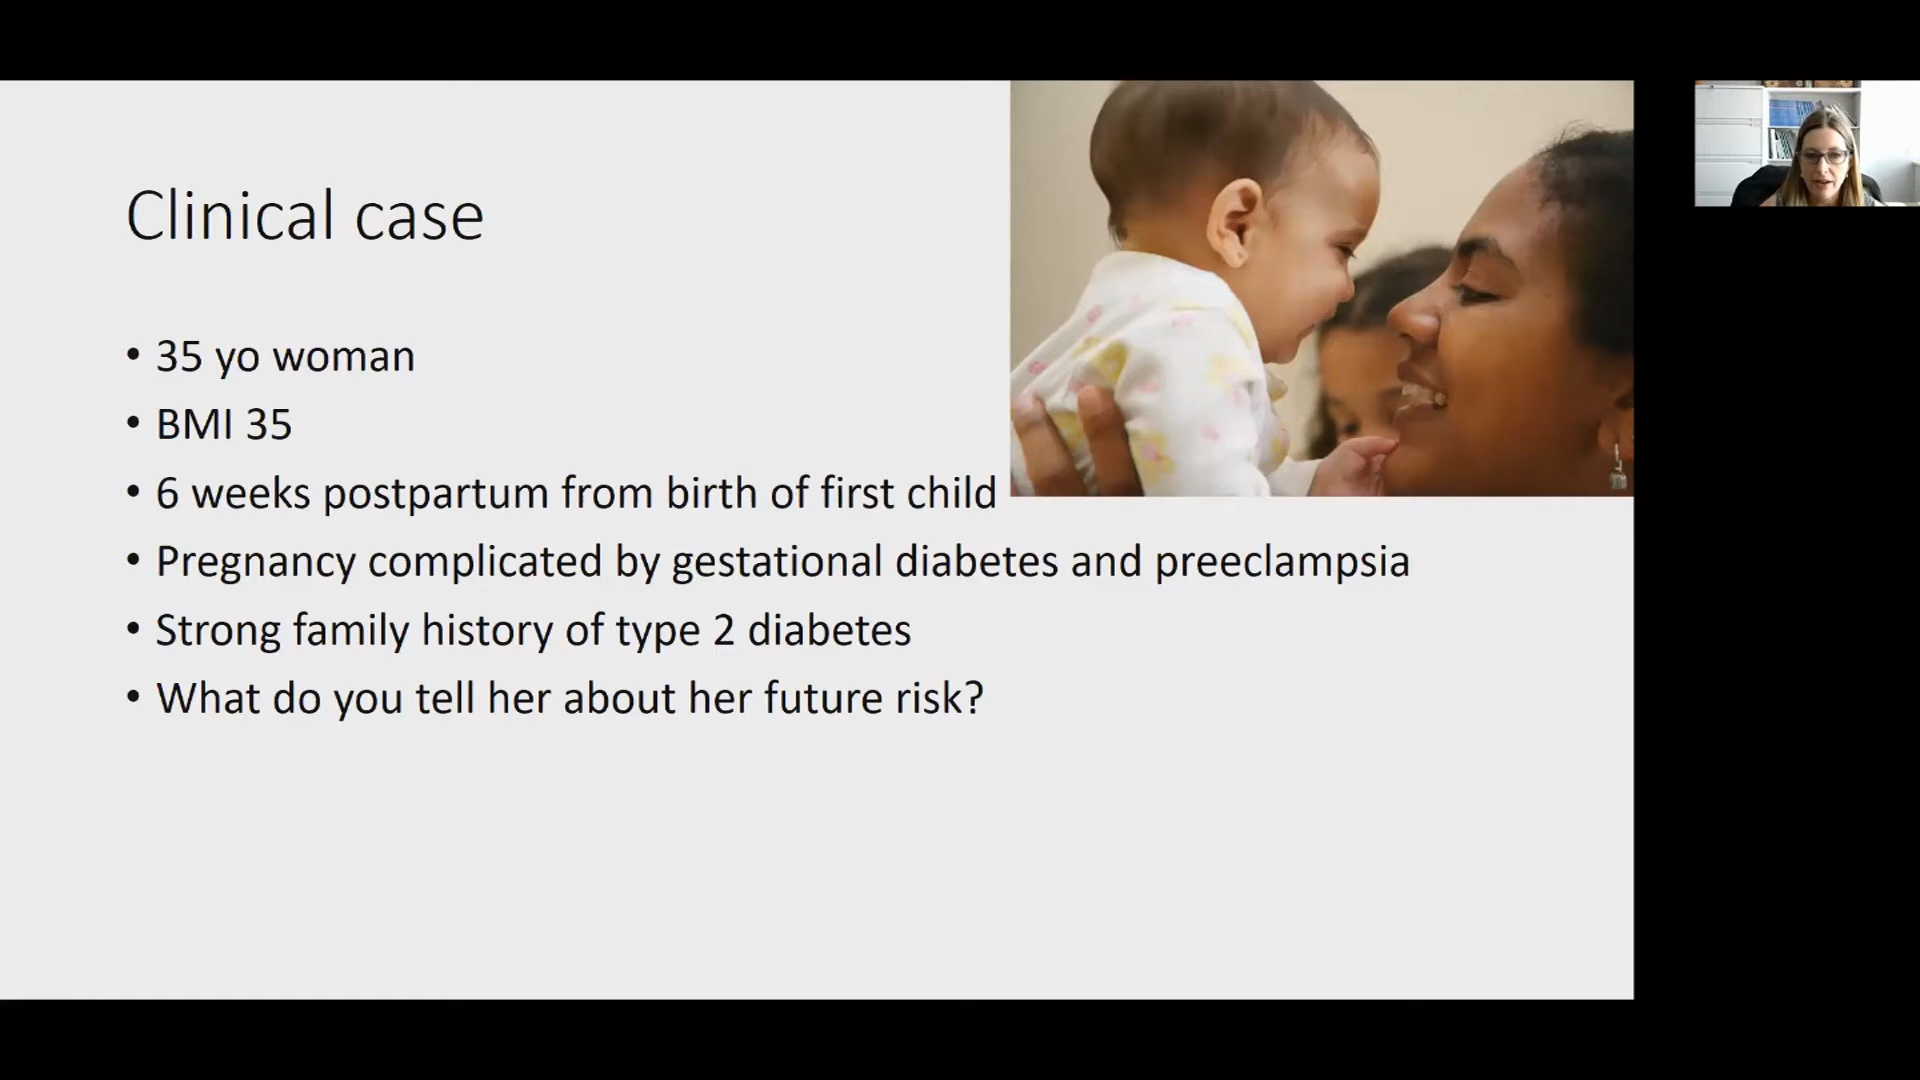 Clinical case
• 35 yo woman
• BMI 35
• 6 weeks postpartum from birth of first child
• Pregnancy complicated by gestational diabetes and preeclampsia
• Strong family history of type 2 diabetes
• What do you tell her about her future risk?